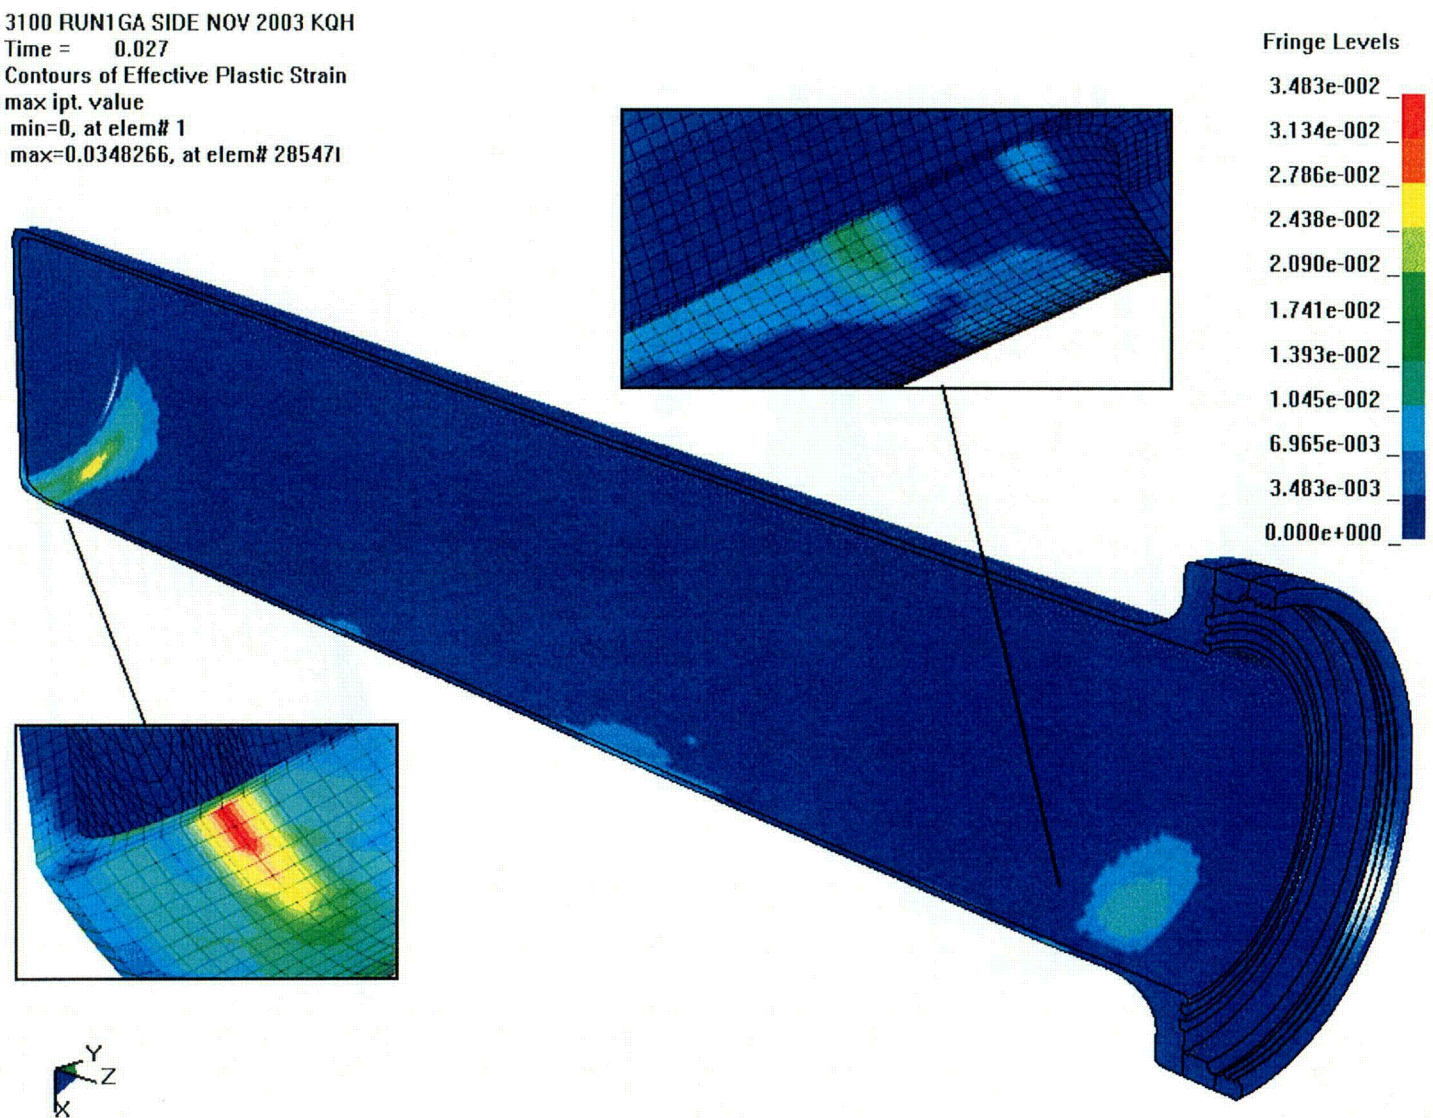 3100 RUN1GA SIDE NOV 2003 KQH
Time = 0.027
Contours of Effective Plastic Strain
max ipt. value
min=0, at elem# 1
max=0.0348266, at elem# 285471
Fringe Levels
3.483e-002
3.134e-002
2.786e-002
2.438e-002
2.090e-002
1.741e-002
1.393e-002
1.045e-002
6.965e-003
3.483e-003
0.000e+000
Y
Z
X